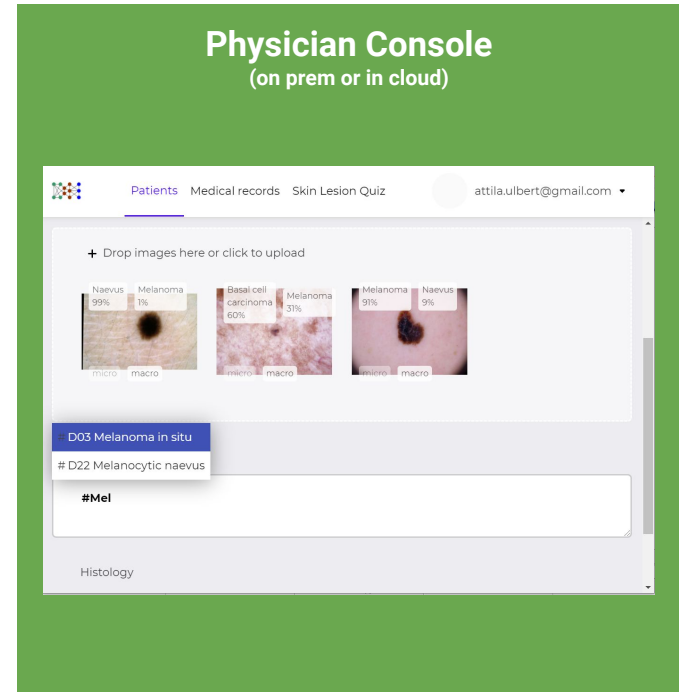 Physician Console
(on prem or in cloud)
Patients Medical records Skin Lesion Quiz attila.ulbert@gmail.com
+ Drop images here or click to upload
Naevus 99% Melanoma 1%
micro macro
Basal cell carcinoma 60% Melanoma 31%
micro macro
Melanoma 91% Naevus 9%
micro macro
# D03 Melanoma in situ
# D22 Melanocytic naevus
#Mel
Histology